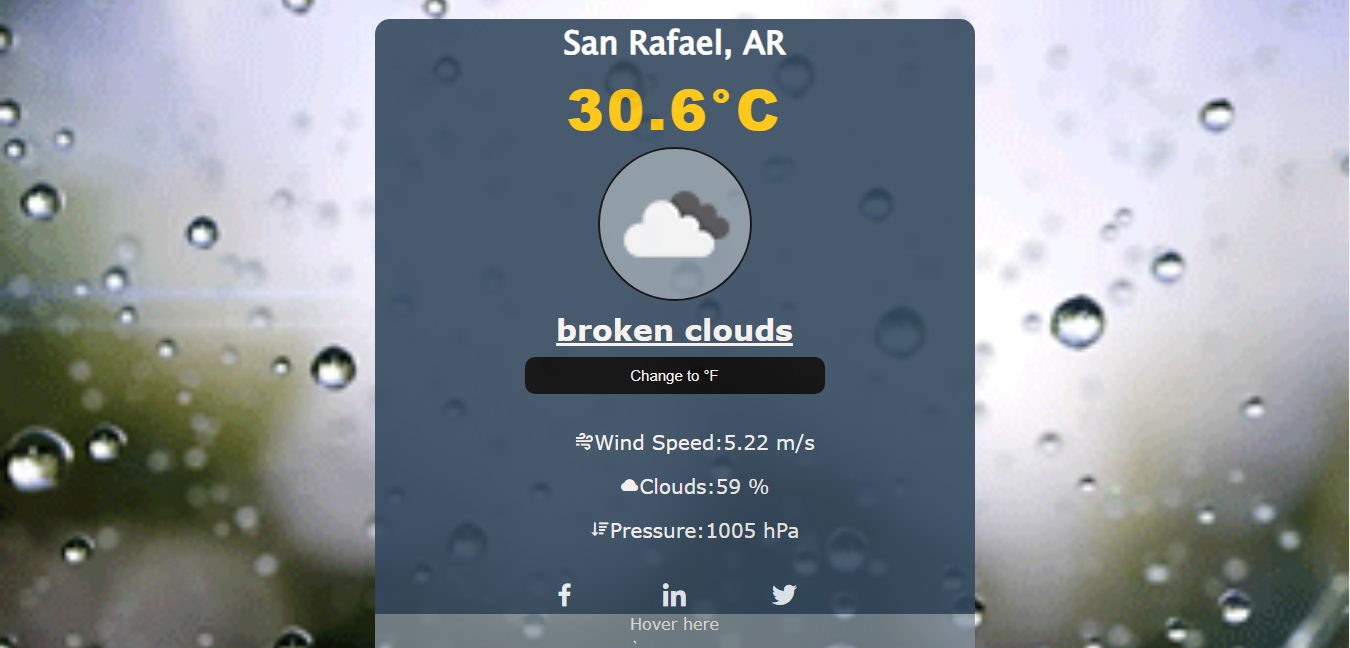 San Rafael, AR
30.6°C
broken clouds
Change to °F
Wind Speed:5.22 m/s
Clouds:59 %
Pressure:1005 hPa
Hover here